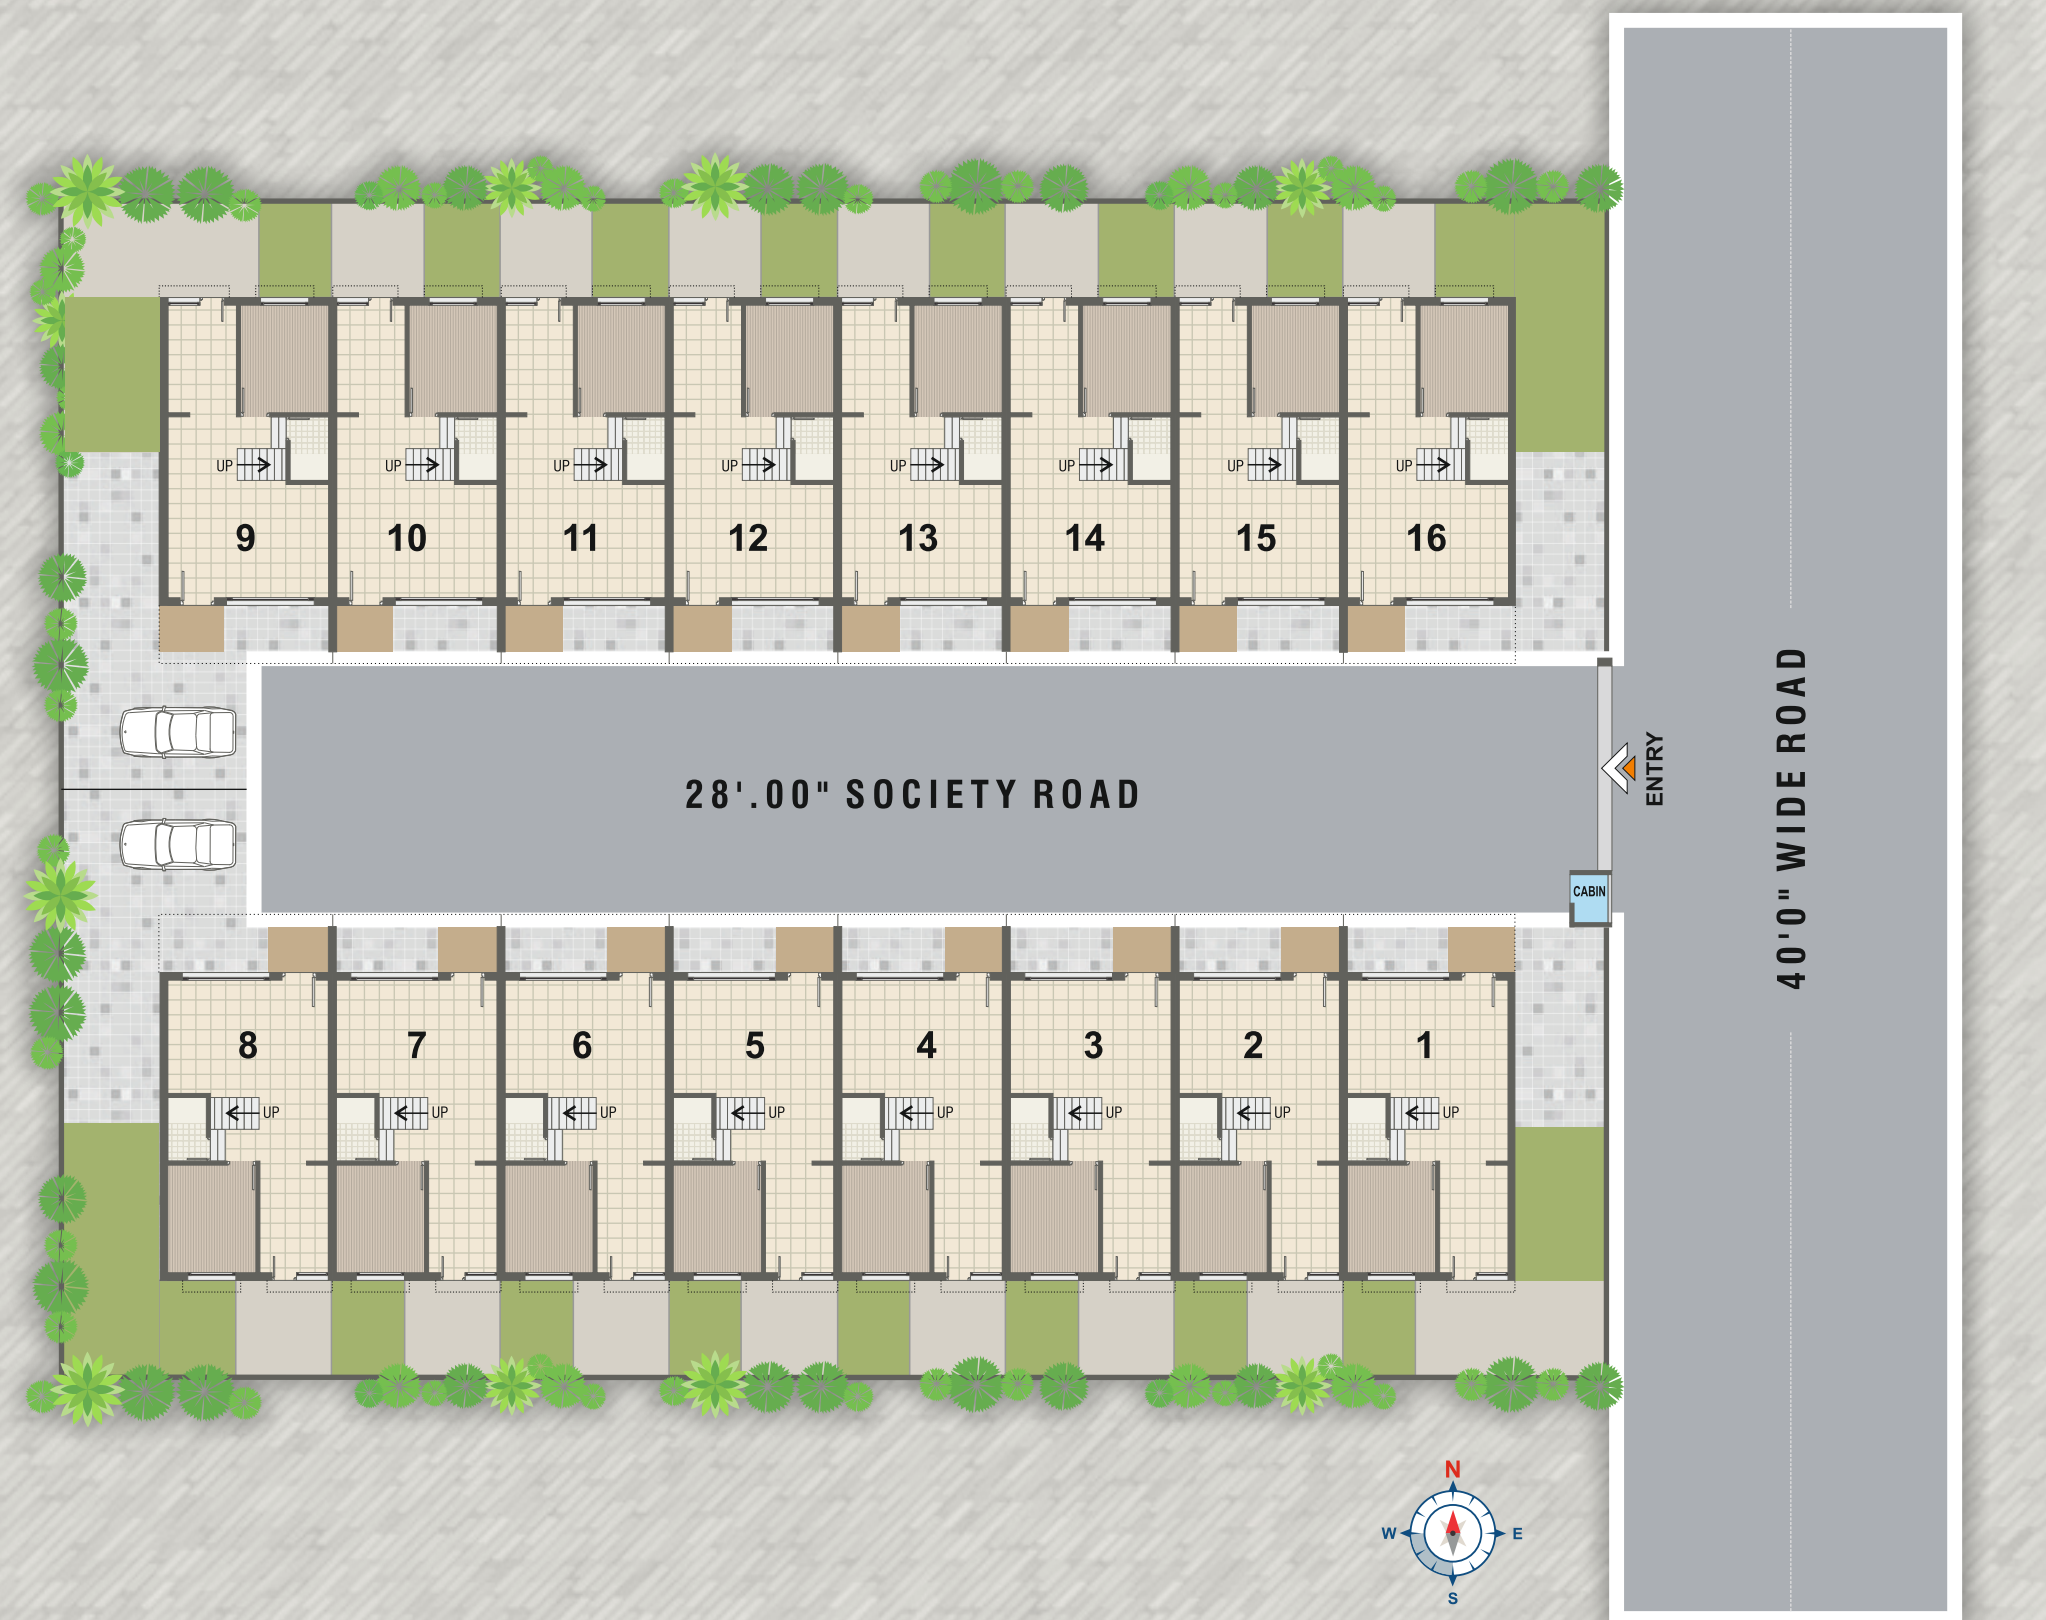 UP UP UP UP UP UP UP UP
9 10 11 12 13 14 15 16
28'.00" SOCIETY ROAD
ENTRY
40'0" WIDE ROAD
CABIN
8 7 6 5 4 3 2 1
UP UP UP UP UP UP UP UP
N
W E
S